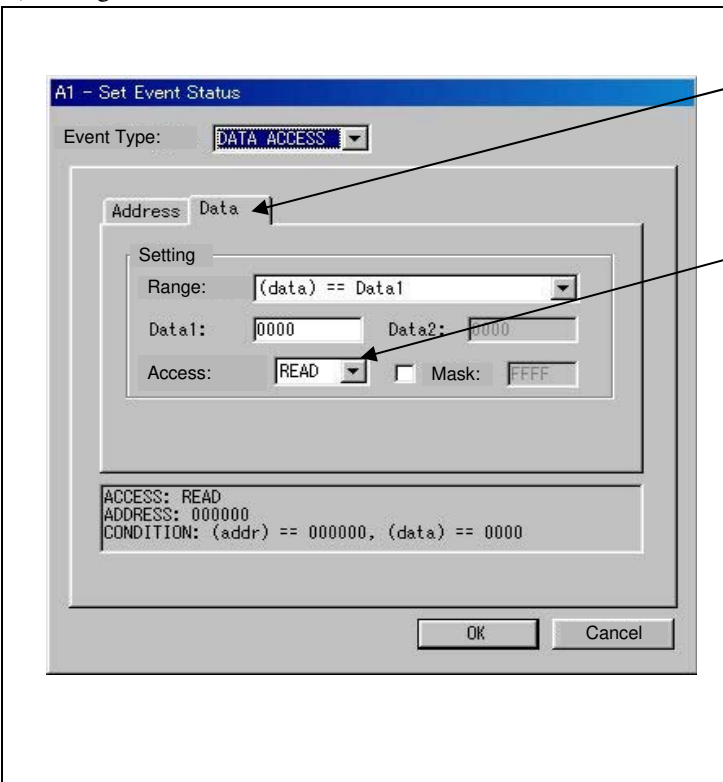 A1 - Set Event Status
Event Type: DATA ACCESS
Address Data
Setting
Range: (data) == Data1
Data1: 0000 Data2: 0000
Access: READ Mask: FFFF
ACCESS: READ
ADDRESS: 000000
CONDITION: (addr) == 000000, (data) == 0000
OK Cancel